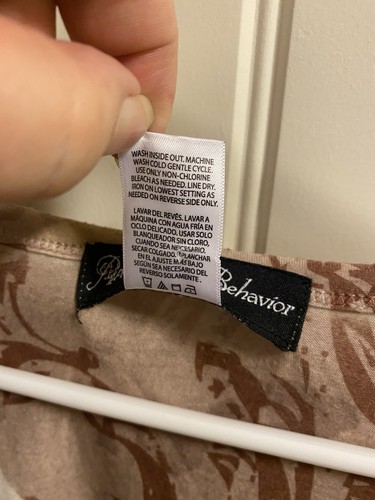 WASH INSIDE OUT. MACHINE
WASH COLD GENTLE CYCLE.
USE ONLY NON-CHLORINE
BLEACH AS NEEDED. LINE DRY.
IRON ON LOWEST SETTING AS
NEEDED ON REVERSE SIDE ONLY.
LAVAR DEL REVÉS. LAVAR A
MÁQUINA CON AGUA FRÍA EN
CICLO DELICADO. USAR SOLO
BLANQUEADOR SIN CLORO,
CUANDO SEA NECESARIO.
SECAR COLGADO. PLANCHAR
EN EL AJUSTE MÁS BAJO
SEGÚN SEA NECESARIO DEL
REVERSO SOLAMENTE.
Behavior